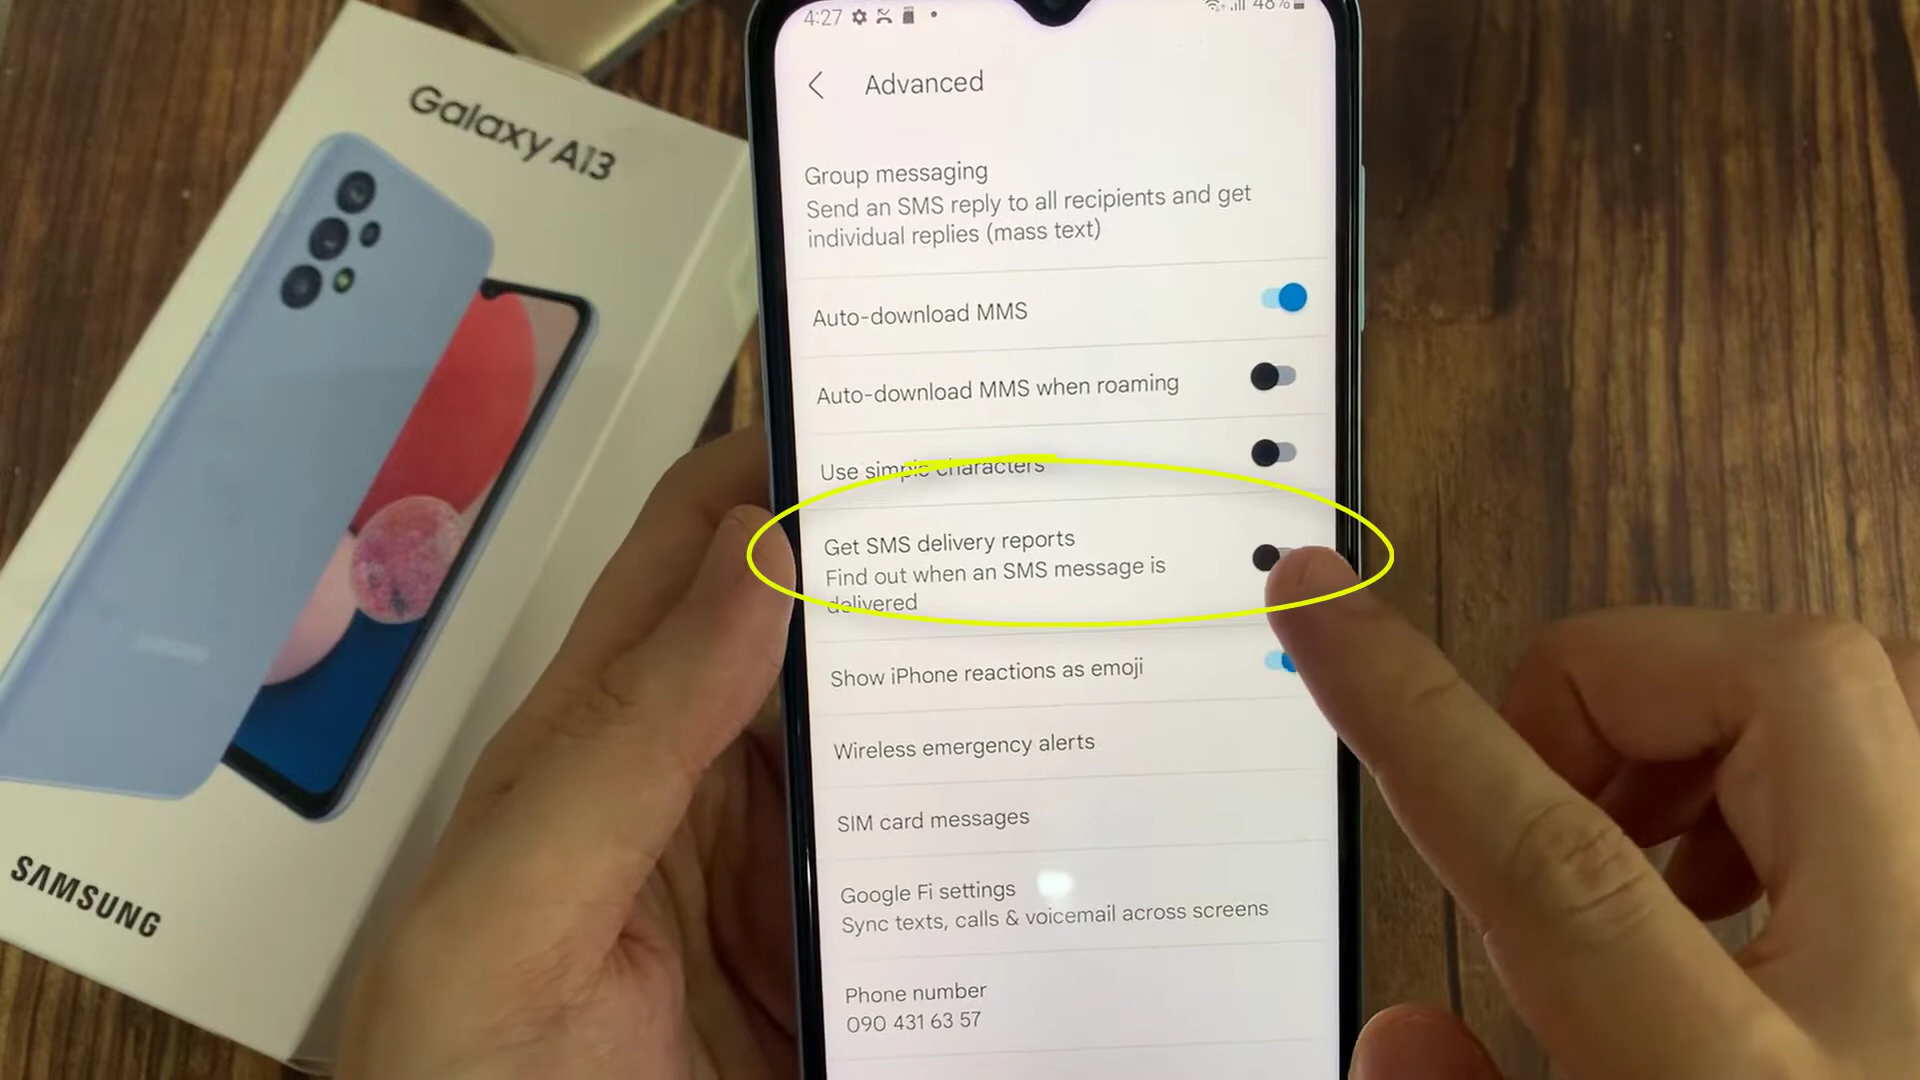 Galaxy A13
SAMSUNG
4:27
48%
Advanced
Group messaging
Send an SMS reply to all recipients and get
individual replies (mass text)
Auto-download MMS
Auto-download MMS when roaming
Use simple characters
Get SMS delivery reports
Find out when an SMS message is
delivered
Show iPhone reactions as emoji
Wireless emergency alerts
SIM card messages
Google Fi settings
Sync texts, calls & voicemail across screens
Phone number
090 431 63 57